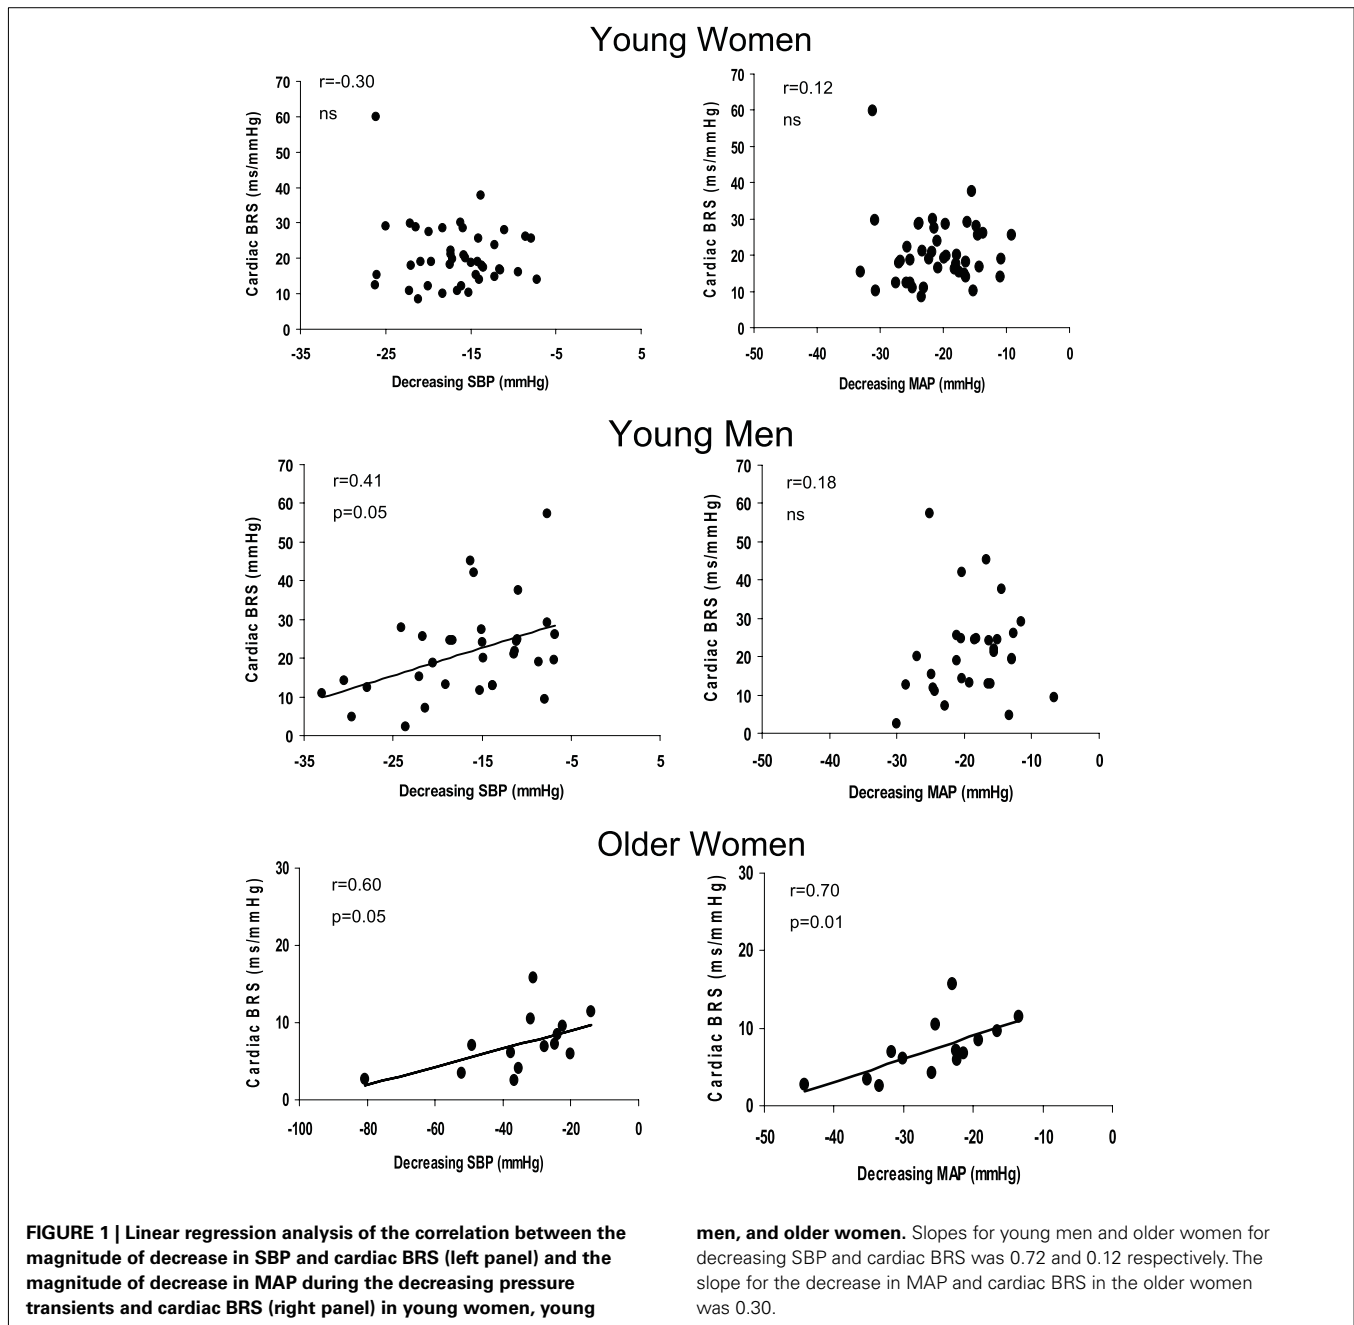 Young Women
r=-0.30
ns
Cardiac BRS (ms/mmHg)
70
60
50
40
30
20
10
0
-35
-25
-15
-5
5
Decreasing SBP (mmHg)
r=0.12
ns
Cardiac BRS (ms/mmHg)
70
60
50
40
30
20
10
0
-50
-40
-30
-20
-10
0
Decreasing MAP (mmHg)
Young Men
r=0.41
p=0.05
Cardiac BRS (mmHg)
70
60
50
40
30
20
10
0
-35
-25
-15
-5
5
Decreasing SBP (mmHg)
r=0.18
ns
Cardiac BRS (ms/mmHg)
70
60
50
40
30
20
10
0
-50
-40
-30
-20
-10
0
Decreasing MAP (mmHg)
Older Women
r=0.60
p=0.05
Cardiac BRS (ms/mmHg)
30
20
10
0
-100
-80
-60
-40
-20
0
Decreasing SBP (mmHg)
r=0.70
p=0.01
Cardiac BRS (ms/mmHg)
30
20
10
0
-50
-40
-30
-20
-10
0
Decreasing MAP (mmHg)
FIGURE 1 | Linear regression analysis of the correlation between the
magnitude of decrease in SBP and cardiac BRS (left panel) and the
magnitude of decrease in MAP during the decreasing pressure
transients and cardiac BRS (right panel) in young women, young
men, and older women. Slopes for young men and older women for
decreasing SBP and cardiac BRS was 0.72 and 0.12 respectively. The
slope for the decrease in MAP and cardiac BRS in the older women
was 0.30.